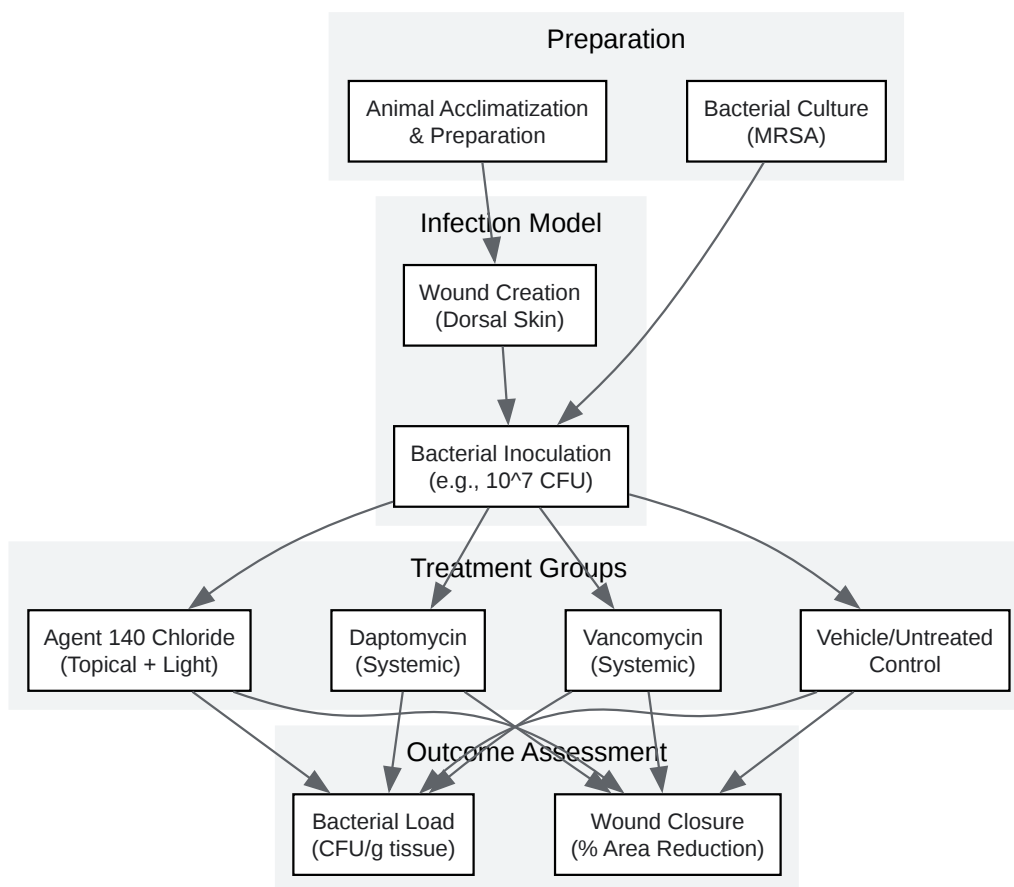 Preparation
Animal Acclimatization
& Preparation
Bacterial Culture
(MRSA)
Infection Model
Wound Creation
(Dorsal Skin)
Bacterial Inoculation
(e.g., 10^7 CFU)
Treatment Groups
Agent 140 Chloride
(Topical + Light)
Daptomycin
(Systemic)
Vancomycin
(Systemic)
Vehicle/Untreated
Control
Outcome Assessment
Bacterial Load
(CFU/g tissue)
Wound Closure
(% Area Reduction)